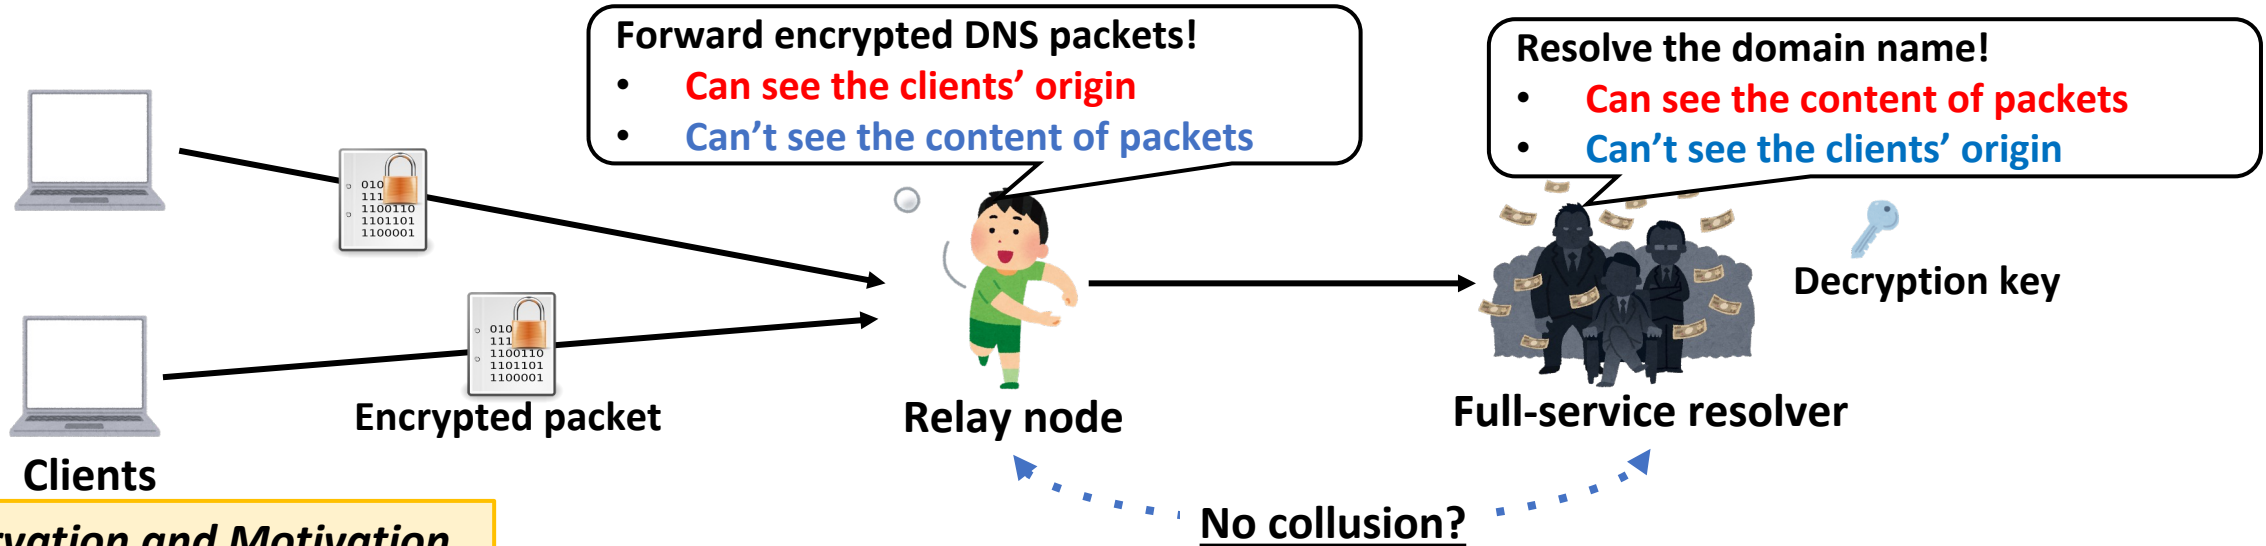 Forward encrypted DNS packets!
• Can see the clients’ origin
• Can’t see the content of packets
Resolve the domain name!
• Can see the content of packets
• Can’t see the clients’ origin
010
111
1100110
1101101
1100001
010
111
1100110
1101101
1100001
Decryption key
Encrypted packet
Relay node
Full-service resolver
Clients
No collusion?
and Motivation